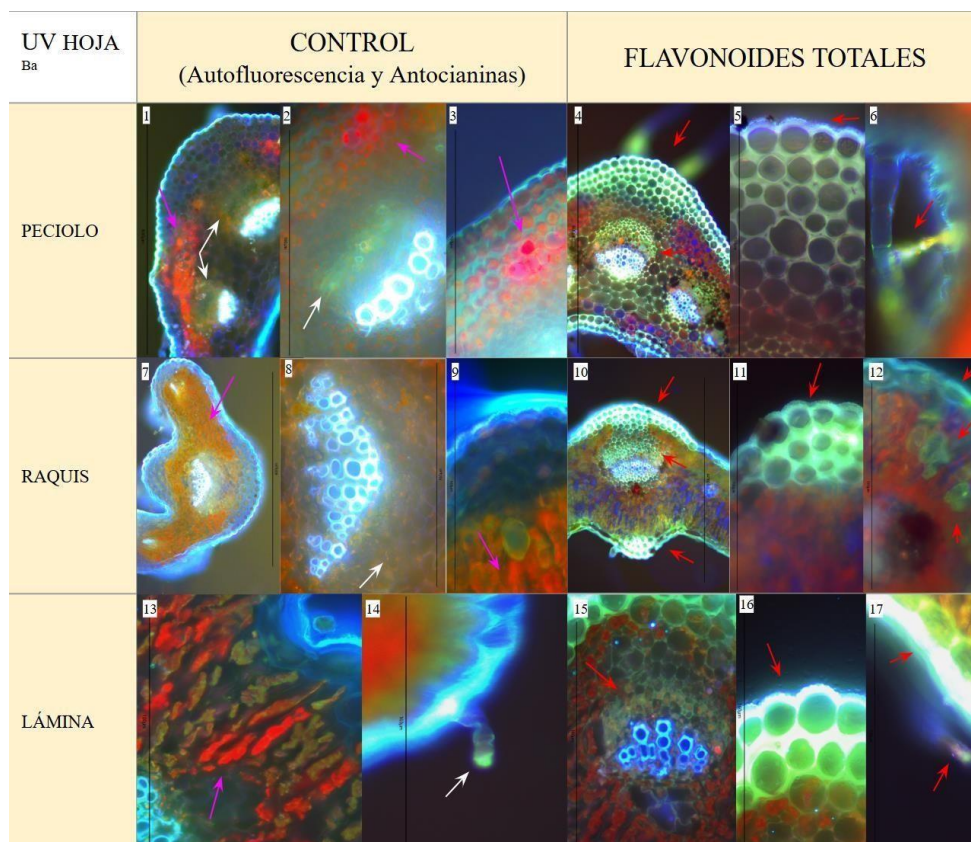 UV HOJA
Ba
CONTROL
(Autofluorescencia y Antocianinas)
FLAVONOIDES TOTALES
PECIOLO
1
2
3
4
5
6
RAQUIS
7
8
9
10
11
12
LÁMINA
13
14
15
16
17